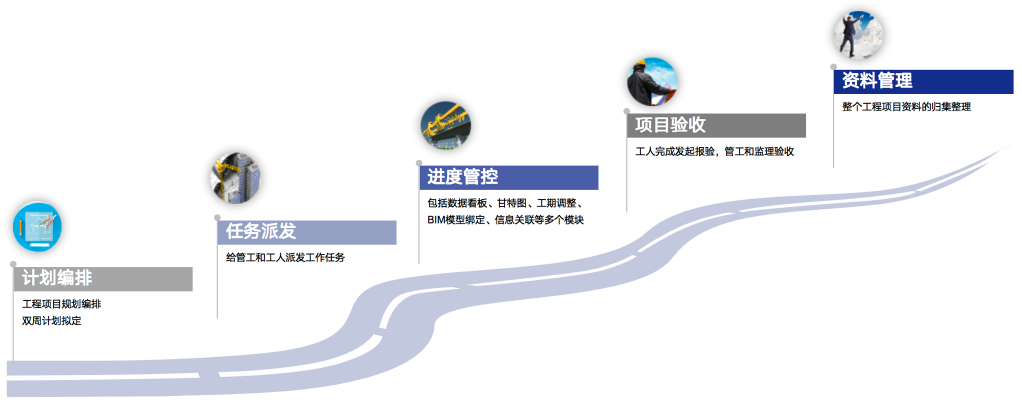 计划编排
工程项目规划编排
双周计划拟定
任务派发
给管工和工人派发工作任务
进度管控
包括数据看板、甘特图、工期调整、
BIM模型绑定、信息关联等多个模块
项目验收
工人完成发起报验，管工和监理验收
资料管理
整个工程项目资料的归集整理